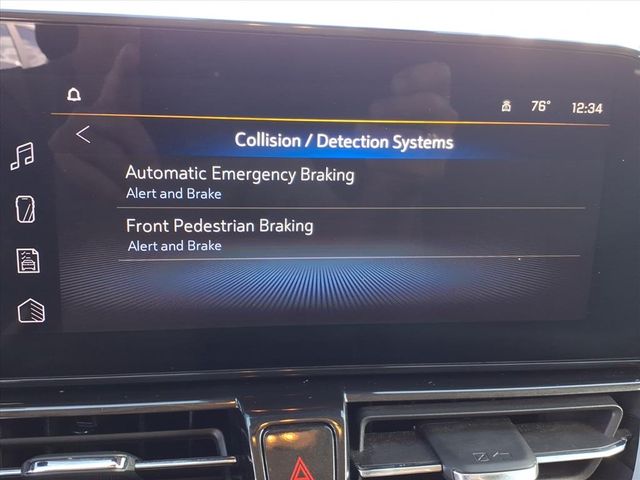 76° 12:34
Collision / Detection Systems
Automatic Emergency Braking
Alert and Brake
Front Pedestrian Braking
Alert and Brake